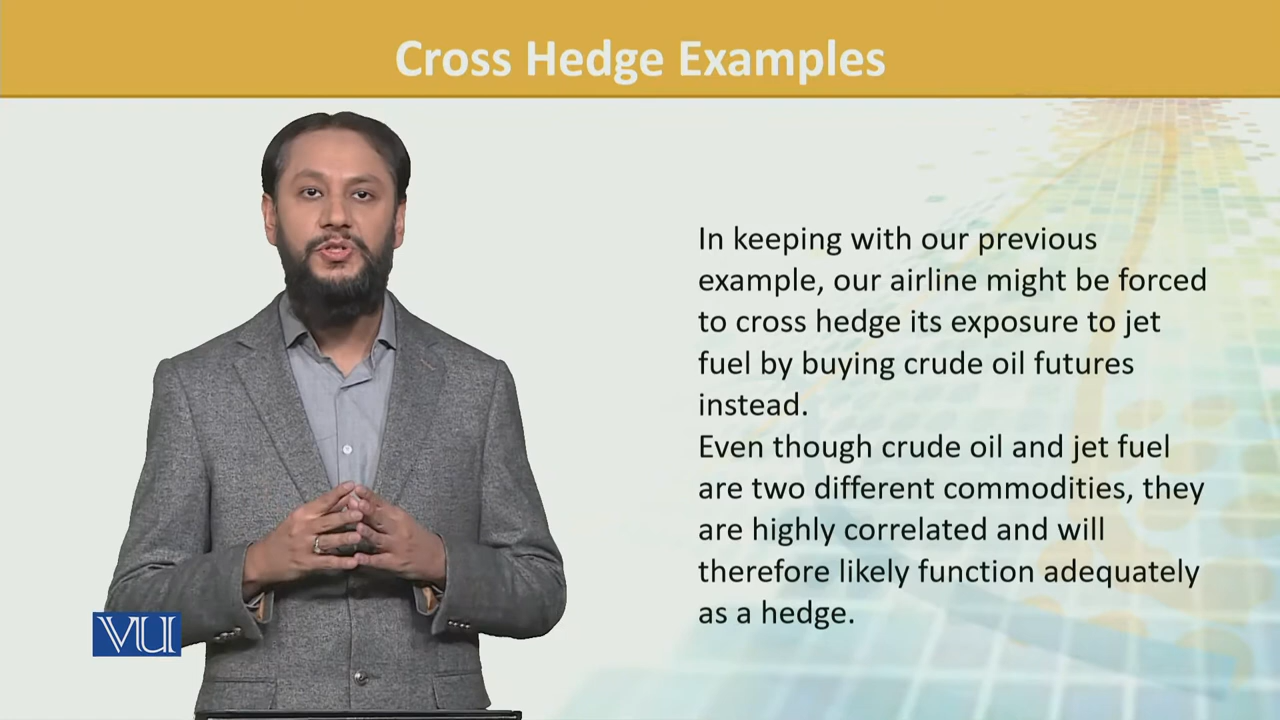 Cross Hedge Examples
In keeping with our previous
example, our airline might be forced
to cross hedge its exposure to jet
fuel by buying crude oil futures
instead.
Even though crude oil and jet fuel
are two different commodities, they
are highly correlated and will
therefore likely function adequately
as a hedge.
VU